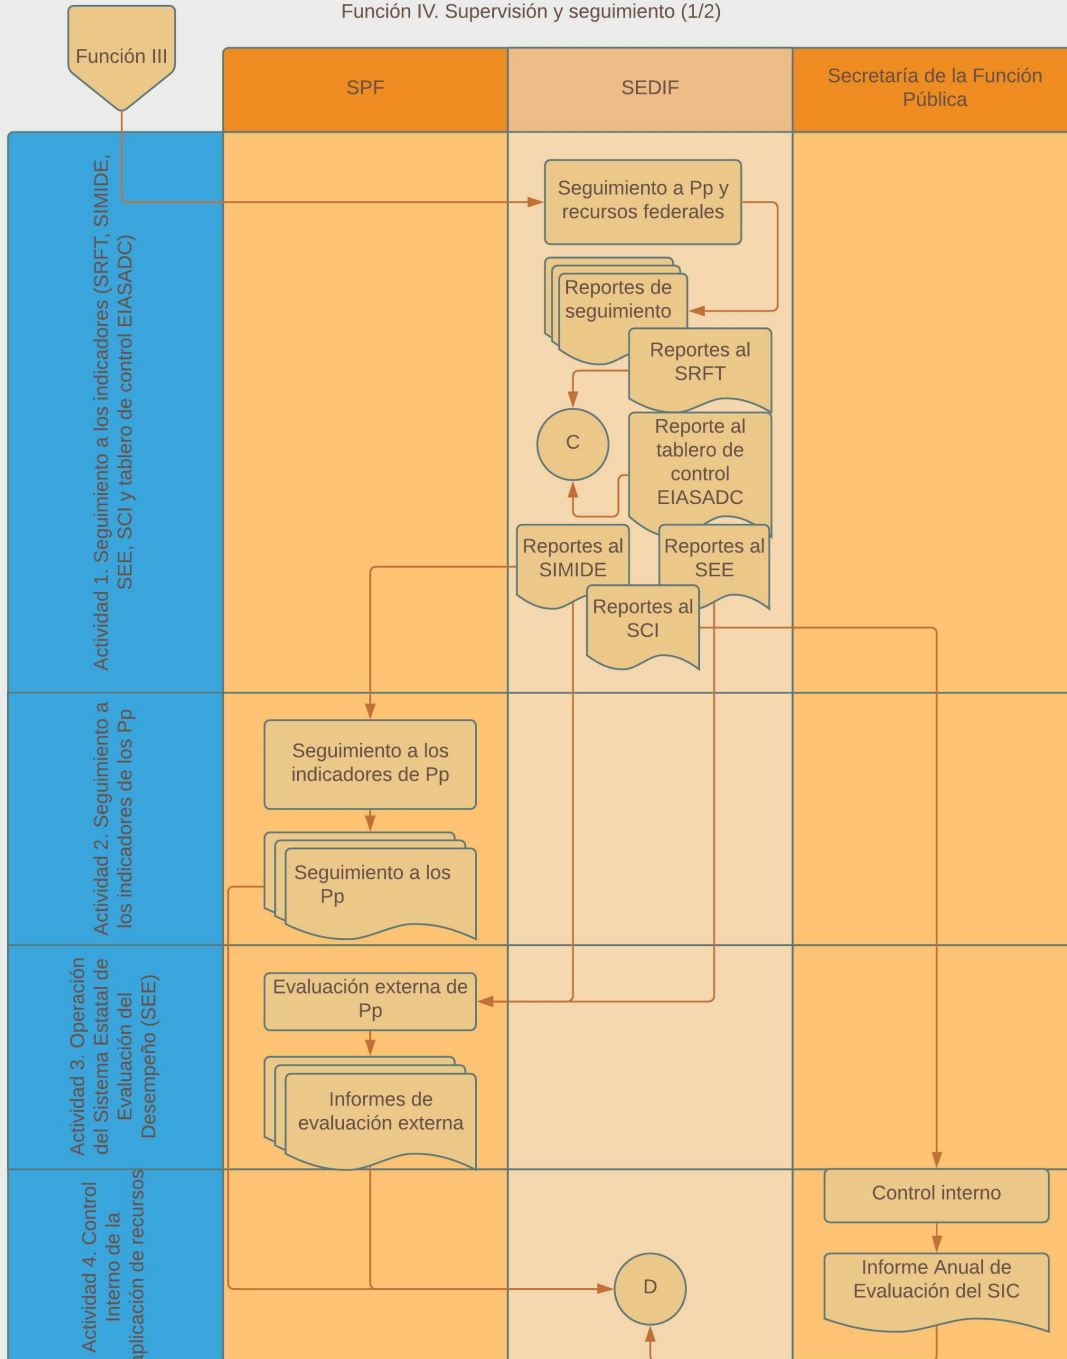 Función IV. Supervisión y seguimiento (1/2)
Función III
SPF
SEDIF
Secretaría de la Función
Pública
Actividad 1. Seguimiento a los indicadores (SRFT, SIMIDE,
SEE, SCI y tablero de control EIASADC)
Seguimiento a Pp y
recursos federales
Reportes de
seguimiento
Reportes al
SRFT
C
Reporte al
tablero de
control
EIASADC
Reportes al
SIMIDE
Reportes al
SEE
Reportes al
SCI
Actividad 2. Seguimiento a
los indicadores de los Pp
Seguimiento a los
indicadores de Pp
Seguimiento a los
Pp
Actividad 3. Operación
del Sistema Estatal de
Evaluación del
Desempeño (SEE)
Evaluación externa de
Pp
Informes de
evaluación externa
Actividad 4. Control
Interno de la
aplicación de recursos
Control interno
D
Informe Anual de
Evaluación del SIC